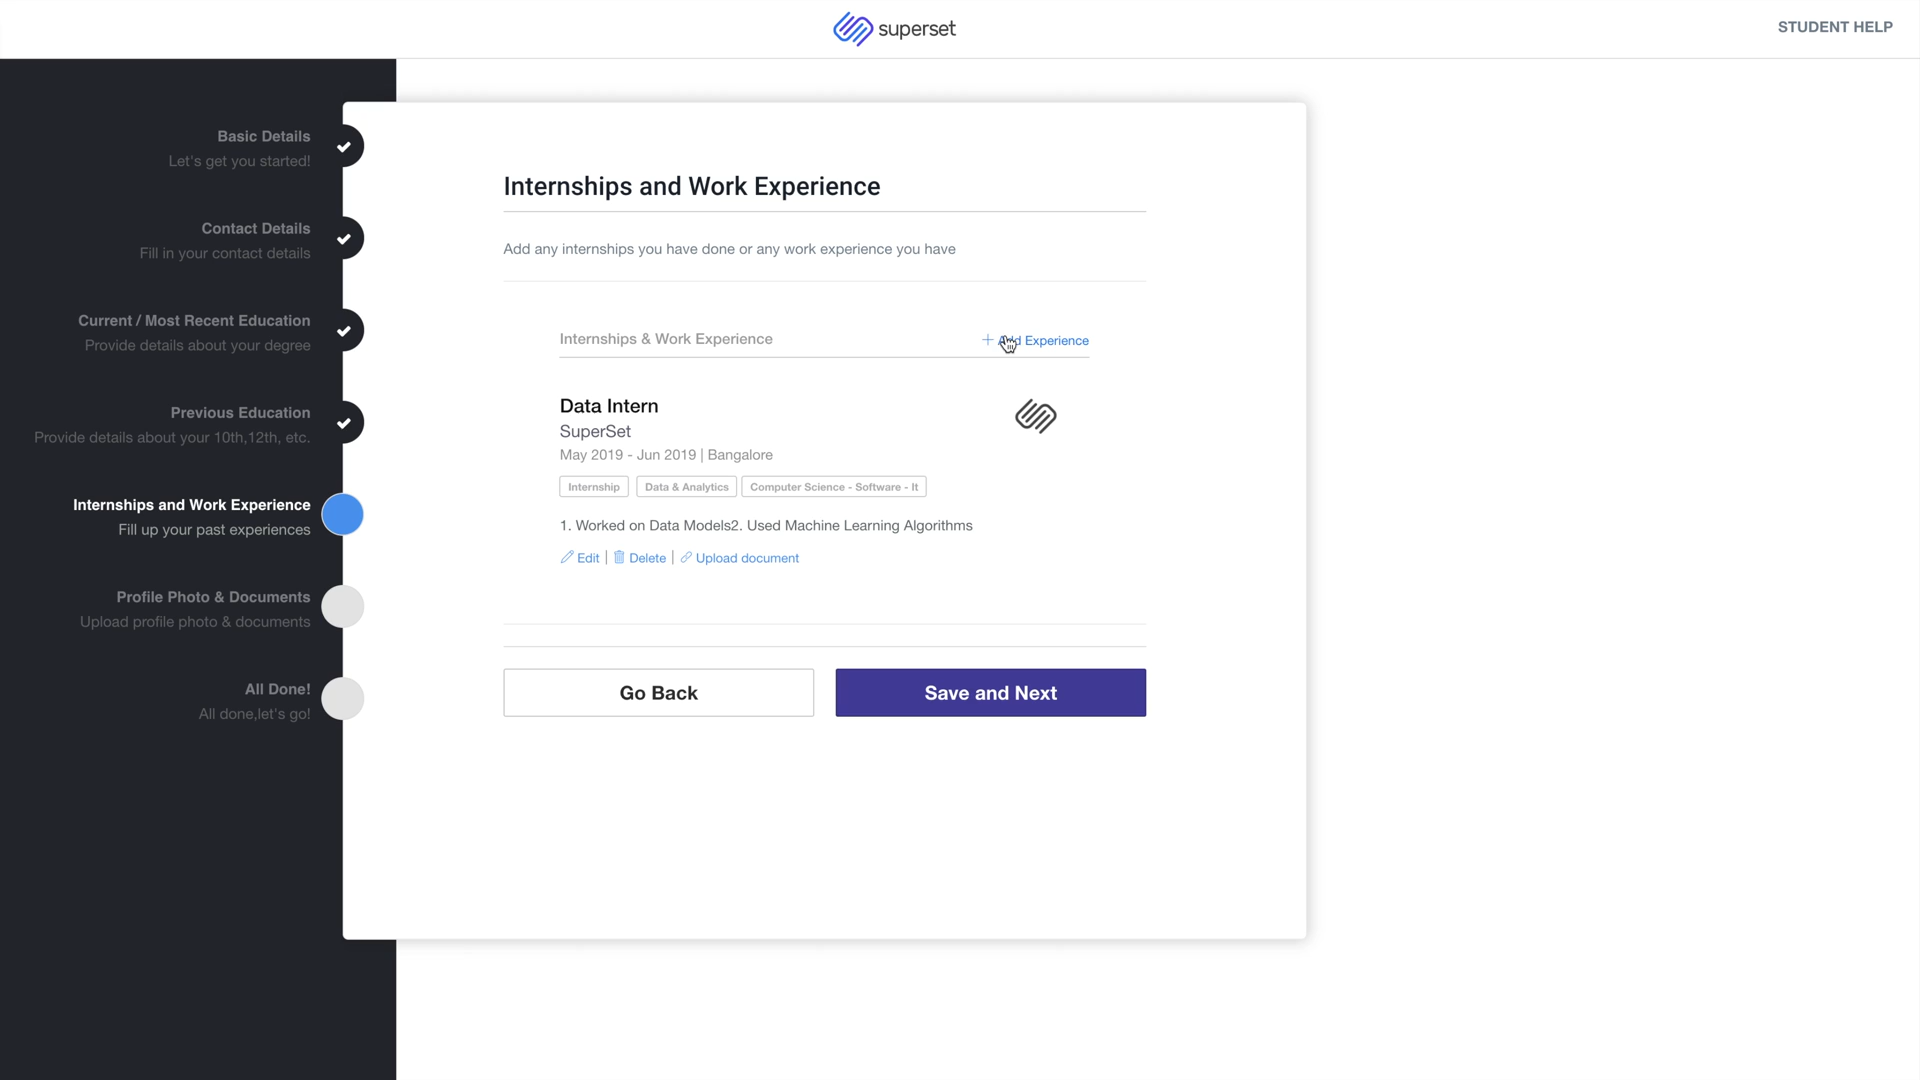 superset
STUDENT HELP
Basic Details
Let's get you started!
Contact Details
Fill in your contact details
Current / Most Recent Education
Provide details about your degree
Previous Education
Provide details about your 10th,12th, etc.
Internships and Work Experience
Fill up your past experiences
Profile Photo & Documents
Upload profile photo & documents
All Done!
All done,let's go!
Internships and Work Experience
Add any internships you have done or any work experience you have
Internships & Work Experience
+ Add Experience
Data Intern
SuperSet
May 2019 - Jun 2019 | Bangalore
Internship Data & Analytics Computer Science - Software - It
1. Worked on Data Models2. Used Machine Learning Algorithms
Edit | Delete | Upload document
Go Back Save and Next